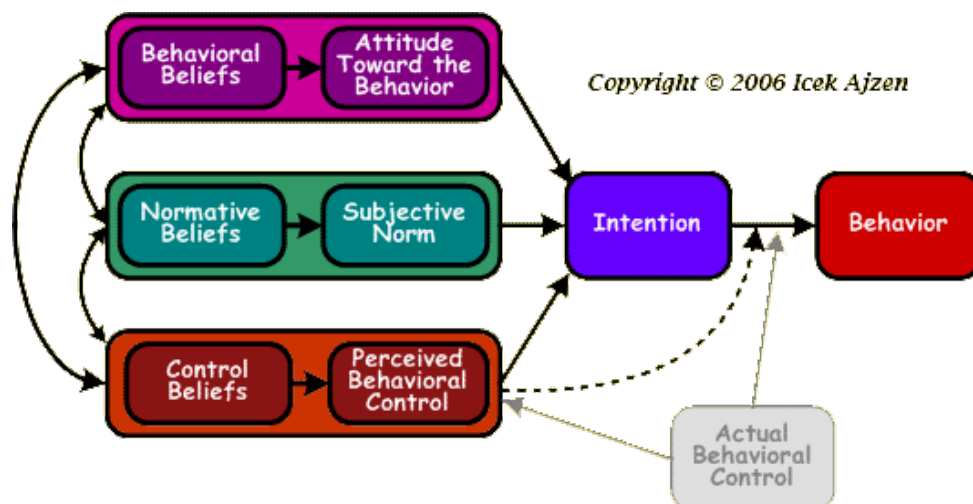 Behavioral
Beliefs
Attitude
Toward the
Behavior
Copyright © 2006 Icek Ajzen
Normative
Beliefs
Subjective
Norm
Intention
Behavior
Control
Beliefs
Perceived
Behavioral
Control
Actual
Behavioral
Control